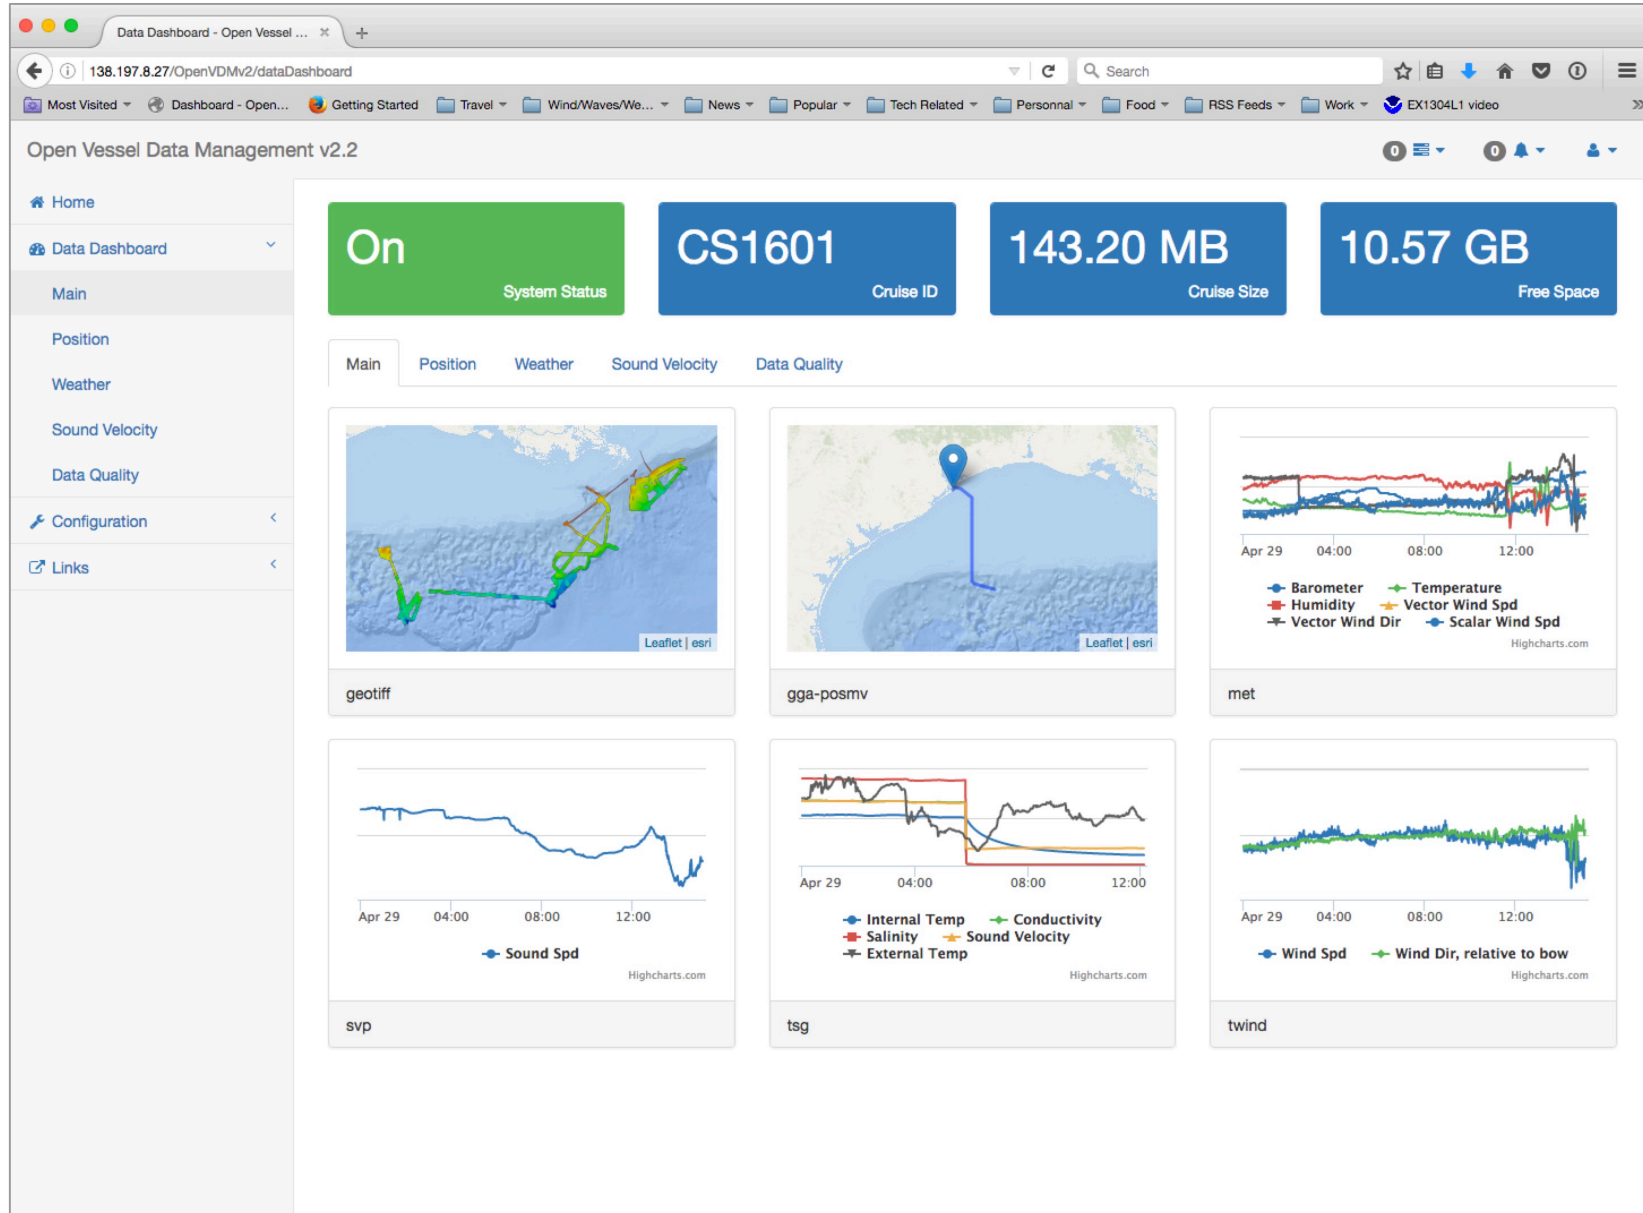 Data Dashboard - Open Vessel ...
138.197.8.27/OpenVDMv2/dataDashboard
Search
Most Visited
Dashboard - Open...
Getting Started
Travel
Wind/Waves/We...
News
Popular
Tech Related
Personnal
Food
RSS Feeds
Work
EX1304L1 video
Open Vessel Data Management v2.2
0
0
Home
Data Dashboard
Main
Position
Weather
Sound Velocity
Data Quality
Configuration
Links
On
System Status
CS1601
Cruise ID
143.20 MB
Cruise Size
10.57 GB
Free Space
Main
Position
Weather
Sound Velocity
Data Quality
Leaflet | esri
geotiff
Leaflet | esri
gga-posmv
Apr 29 04:00 08:00 12:00
Barometer Temperature
Humidity Vector Wind Spd
Vector Wind Dir Scalar Wind Spd
Highcharts.com
met
Apr 29 04:00 08:00 12:00
Sound Spd
Highcharts.com
svp
Apr 29 04:00 08:00 12:00
Internal Temp Conductivity
Salinity Sound Velocity
External Temp
Highcharts.com
tsg
Apr 29 04:00 08:00 12:00
Wind Spd Wind Dir, relative to bow
Highcharts.com
twind